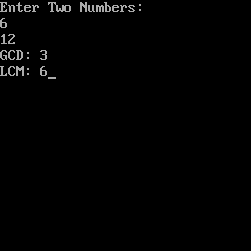 Enter Two Numbers:
6
12
GCD: 3
LCM: 6_